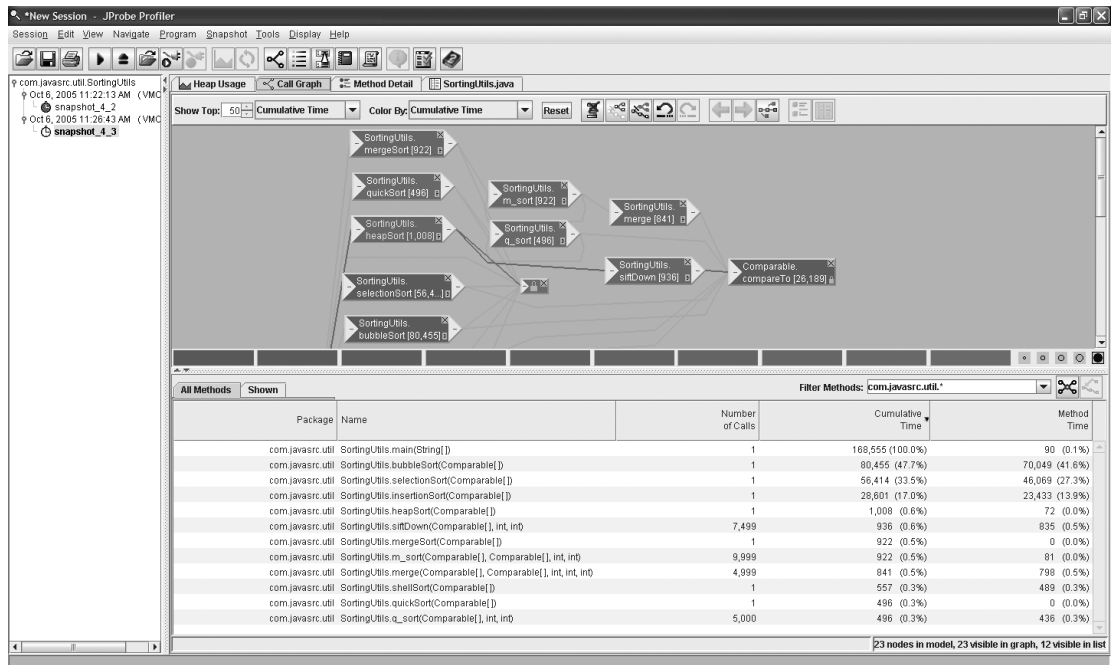 *New Session - JProbe Profiler
Session Edit View Navigate Program Snapshot Tools Display Help
com.javasrc.util.SortingUtils
Oct 6, 2005 11:22:13 AM (VMC
snapshot_4_2
Oct 6, 2005 11:26:43 AM (VMC
snapshot_4_3
Heap Usage Call Graph Method Detail SortingUtils.java
Show Top: 50 Cumulative Time Color By: Cumulative Time Reset
SortingUtils.
mergeSort [922]
SortingUtils.
quickSort [496]
SortingUtils.
m_sort [922]
SortingUtils.
merge [841]
SortingUtils.
heapSort [1,008]
SortingUtils.
q_sort [496]
SortingUtils.
siftDown [936]
Comparable.
compareTo [26,189]
SortingUtils.
selectionSort [56,4...]
SortingUtils.
bubbleSort [80,455]
All Methods Shown Filter Methods: com.javasrc.util.*
Package Name Number of Calls Cumulative Time Method Time
com.javasrc.util SortingUtils.main(String[]) 1 168,555 (100.0%) 90 (0.1%)
com.javasrc.util SortingUtils.bubbleSort(Comparable[]) 1 80,455 (47.7%) 70,049 (41.6%)
com.javasrc.util SortingUtils.selectionSort(Comparable[]) 1 56,414 (33.5%) 46,069 (27.3%)
com.javasrc.util SortingUtils.insertionSort(Comparable[]) 1 28,601 (17.0%) 23,433 (13.9%)
com.javasrc.util SortingUtils.heapSort(Comparable[]) 1 1,008 (0.6%) 72 (0.0%)
com.javasrc.util SortingUtils.siftDown(Comparable[], int, int) 7,499 936 (0.6%) 835 (0.5%)
com.javasrc.util SortingUtils.mergeSort(Comparable[]) 1 922 (0.5%) 0 (0.0%)
com.javasrc.util SortingUtils.m_sort(Comparable[], Comparable[], int, int) 9,999 922 (0.5%) 81 (0.0%)
com.javasrc.util SortingUtils.merge(Comparable[], Comparable[], int, int, int) 4,999 841 (0.5%) 798 (0.5%)
com.javasrc.util SortingUtils.shellSort(Comparable[]) 1 557 (0.3%) 489 (0.3%)
com.javasrc.util SortingUtils.quickSort(Comparable[]) 1 496 (0.3%) 0 (0.0%)
com.javasrc.util SortingUtils.q_sort(Comparable[], int, int) 5,000 496 (0.3%) 436 (0.3%)
23 nodes in model, 23 visible in graph, 12 visible in list